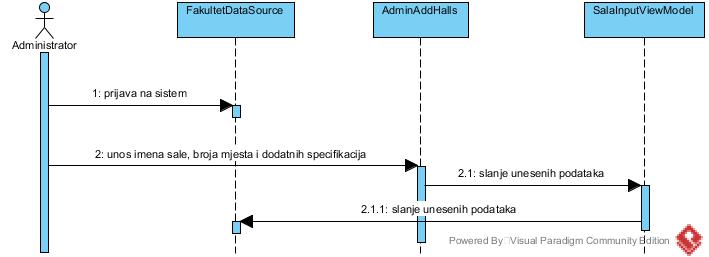 FakultetDataSource
AdminAddHalls
SalaInputViewModel
Administrator
1: prijava na sistem
2: unos imena sale, broja mjesta i dodatnih specifikacija
2.1: slanje unesenih podataka
2.1.1: slanje unesenih podataka
Powered By Visual Paradigm Community Edition